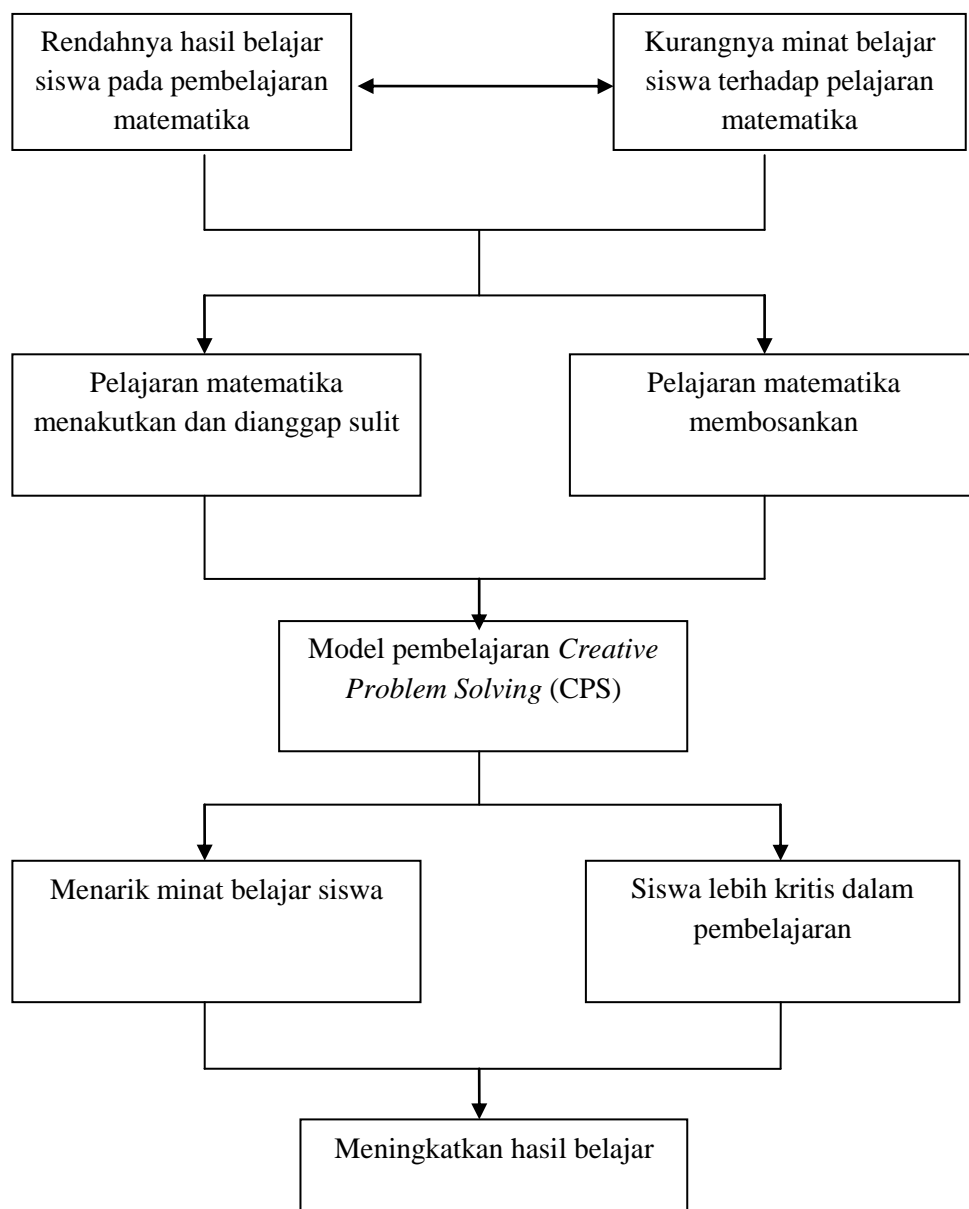 Rendahnya hasil belajar
siswa pada pembelajaran
matematika
Kurangnya minat belajar
siswa terhadap pelajaran
matematika
Pelajaran matematika
menakutkan dan dianggap sulit
Pelajaran matematika
membosankan
Model pembelajaran Creative
Problem Solving (CPS)
Menarik minat belajar siswa
Siswa lebih kritis dalam
pembelajaran
Meningkatkan hasil belajar